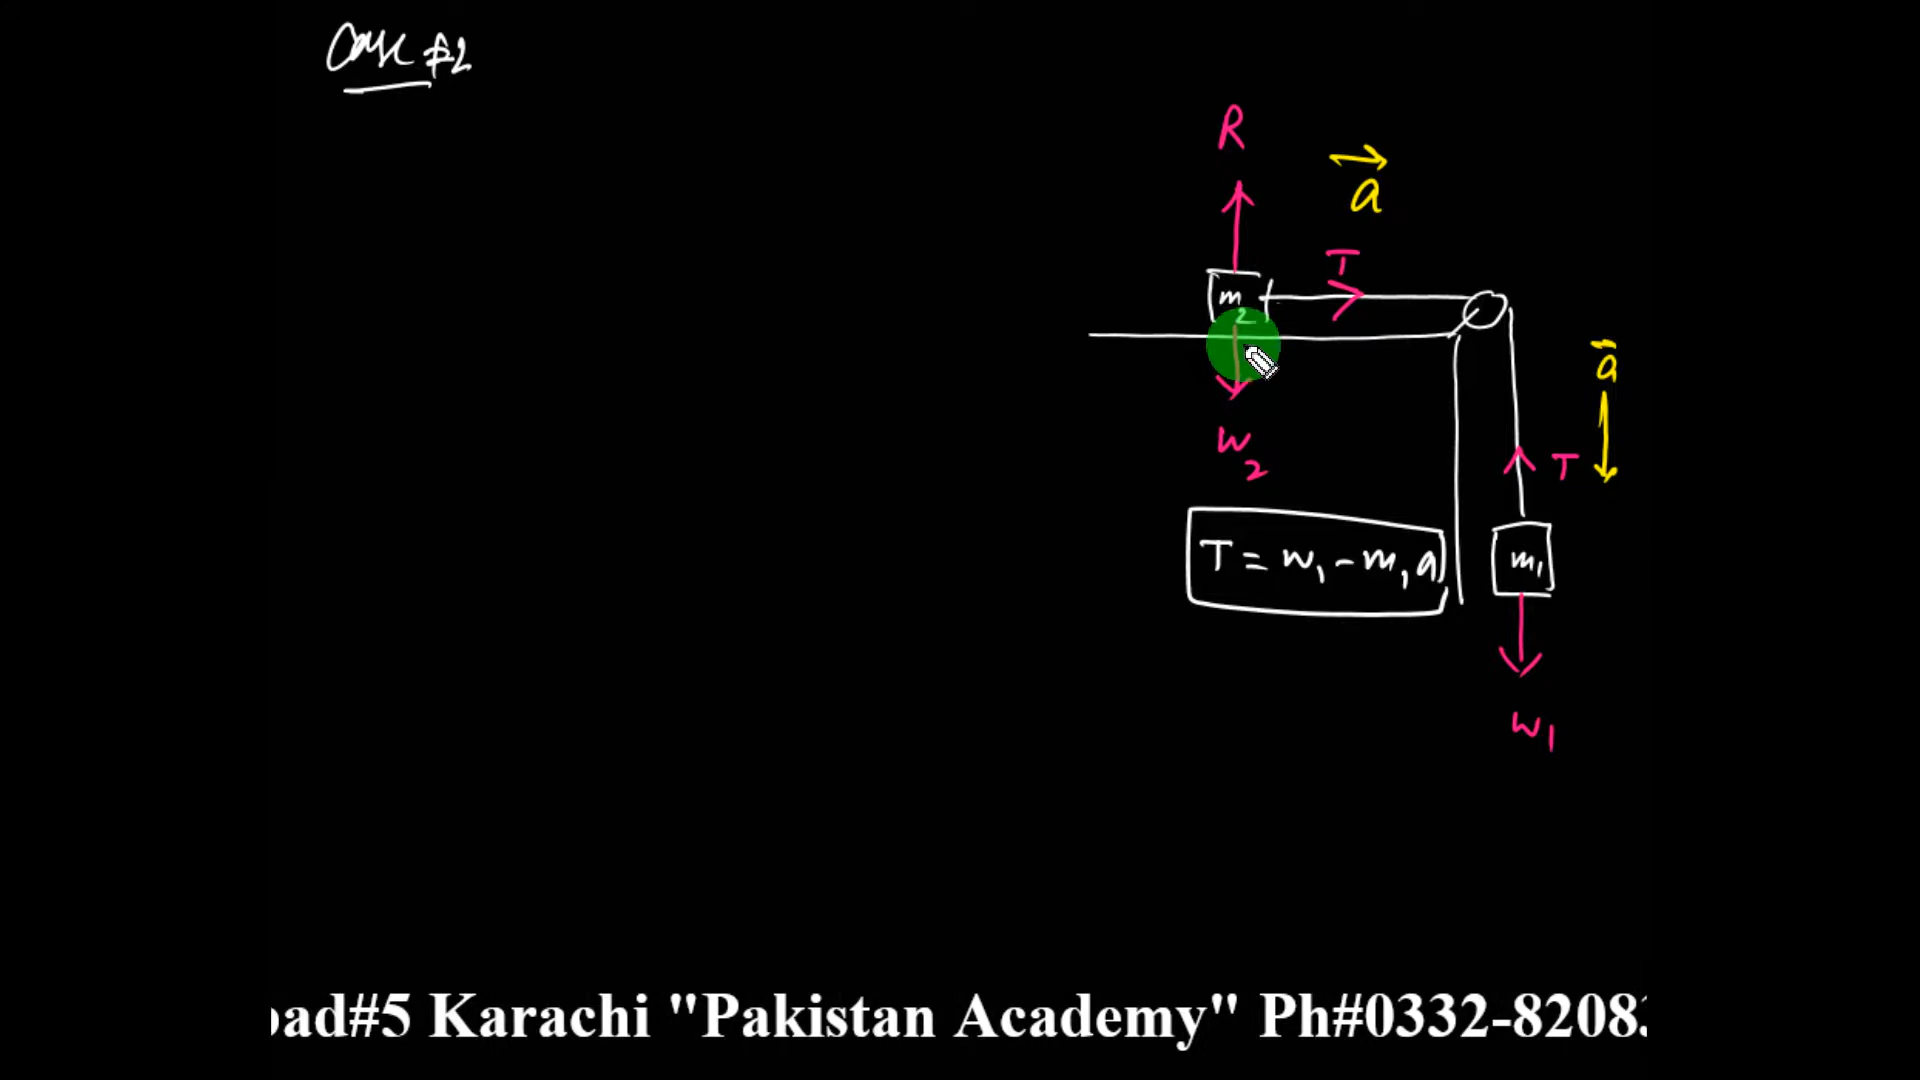 Case #2
R
a
T
m2
a
W2
T
T = w1 - m1a
m1
w1
oad#5 Karachi "Pakistan Academy" Ph#0332-8208